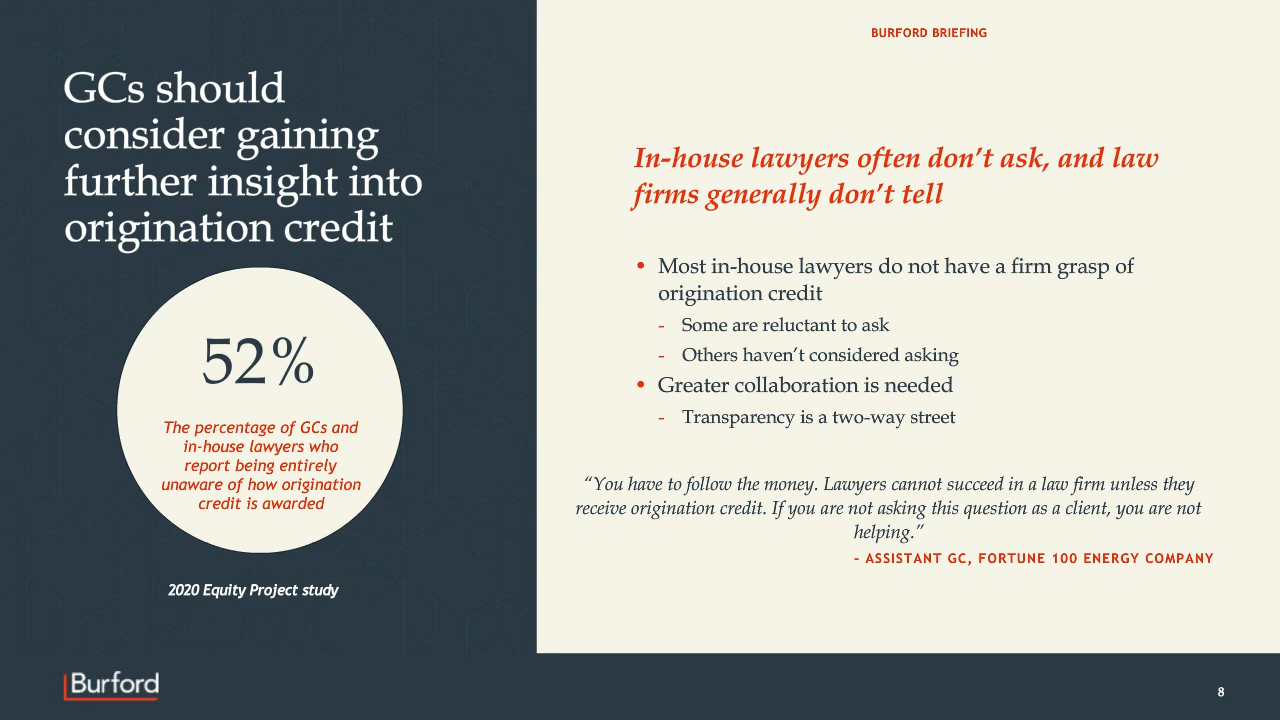 GCs should
consider gaining
further insight into
origination credit
52%
The percentage of GCs and
in-house lawyers who
report being entirely
unaware of how origination
credit is awarded
2020 Equity Project study
BURFORD BRIEFING
In-house lawyers often don’t ask, and law
firms generally don’t tell
• Most in-house lawyers do not have a firm grasp of
origination credit
- Some are reluctant to ask
- Others haven’t considered asking
• Greater collaboration is needed
- Transparency is a two-way street
“You have to follow the money. Lawyers cannot succeed in a law firm unless they
receive origination credit. If you are not asking this question as a client, you are not
helping.”
- ASSISTANT GC, FORTUNE 100 ENERGY COMPANY
Burford
8